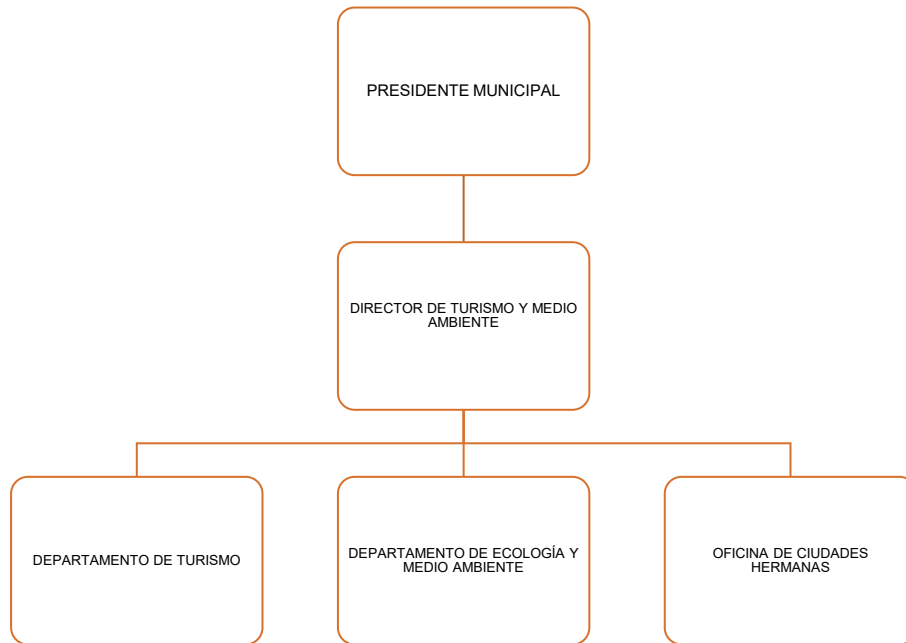 PRESIDENTE MUNICIPAL
DIRECTOR DE TURISMO Y MEDIO
AMBIENTE
DEPARTAMENTO DE TURISMO
DEPARTAMENTO DE ECOLOGÍA Y
MEDIO AMBIENTE
OFICINA DE CIUDADES
HERMANAS